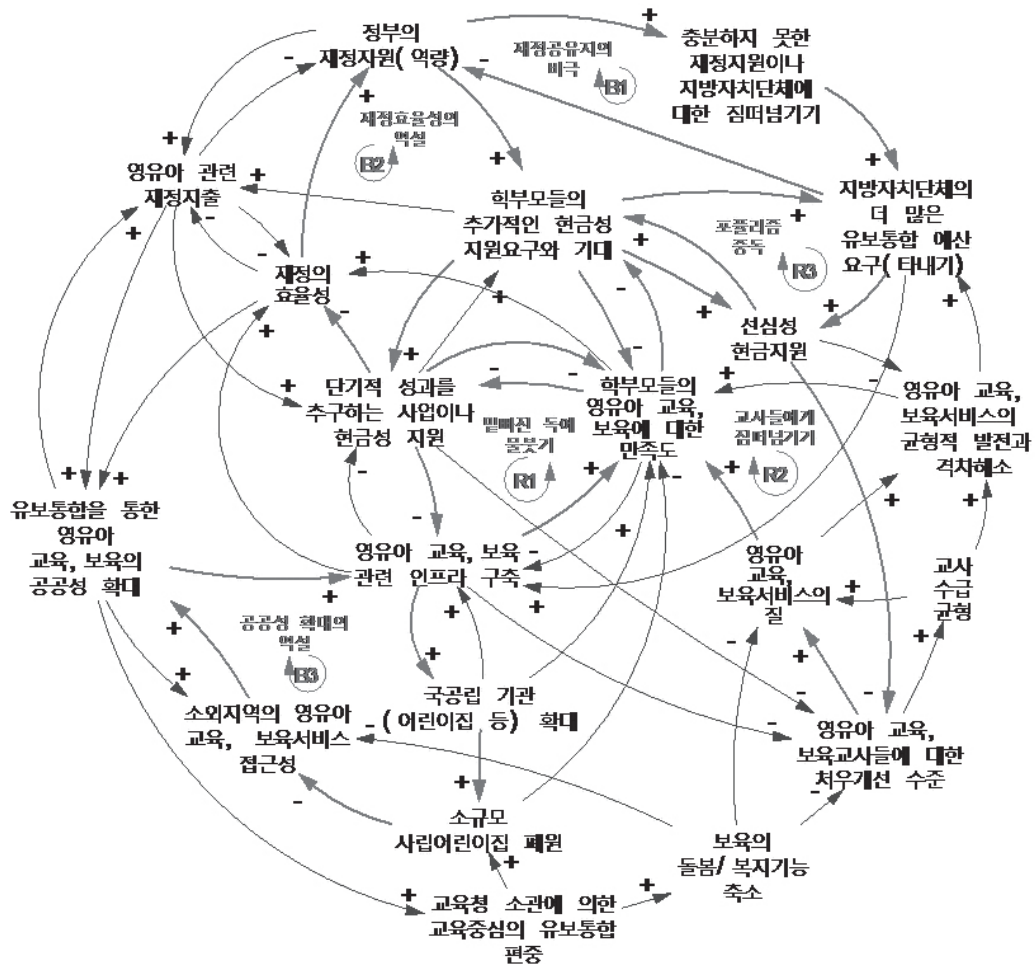 정부의
재정자원( 역량)
충분하지 못한
재정지원이나
지방자치단체에
대한 짐떠넘기기
재정공유지의
비극
B1
재정효율성의
역설
B2
영유아 관련
재정지출
학부모들의
추가적인 현금성
지원요구와 기대
지방자치단체의
더 많은
유보통합 예산
요구( 타내기)
포퓰리즘
중독
R3
재정의
효율성
선심성
현금지원
단기적 성과를
추구하는 사업이나
현금성 지원
학부모들의
영유아 교육,
보육에 대한
만족도
영유아 교육,
보육서비스의
균형적 발전과
격차해소
밑빠진 독에
물붓기
R1
교사들에게
짐떠넘기기
R2
유보통합을 통한
영유아
교육, 보육의
공공성 확대
영유아 교육, 보육
관련 인프라 구축
영유아
교육,
보육서비스의
질
교사
수급
균형
공공성 확대의
역설
B3
국공립 기관
( 어린이집 등) 확대
소외지역의 영유아
교육, 보육서비스
접근성
영유아 교육,
보육교사들에 대한
처우개선 수준
소규모
사립어린이집 폐원
보육의
돌봄/ 복지기능
축소
교육청 소관에 의한
교육중심의 유보통합
편중